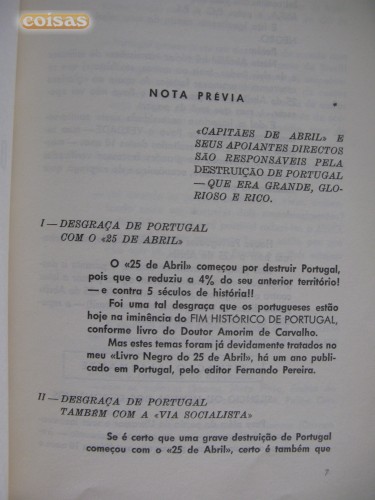 coisas
NOTA PRÉVIA
«CAPITÃES DE ABRIL» E
SEUS APOIANTES DIRECTOS
SÃO RESPONSAVEIS PELA
DESTRUIÇÃO DE PORTUGAL
— QUE ERA GRANDE, GLO-
RIOSO E RICO.
I — DESGRAÇA DE PORTUGAL
COM O «25 DE ABRIL»
O «25 de Abril» começou por destruir Portugal,
pois que o reduziu a 4% do seu anterior território!
— e contra 5 séculos de história!!
Foi uma tal desgraça que os portugueses estão
hoje na iminência do FIM HISTÓRICO DE PORTUGAL,
conforme livro do Doutor Amorim de Carvalho.
Mas estes temas foram já devidamente tratados no
meu «Livro Negro do 25 de Abril», há um ano publi-
cado em Portugal, pelo editor Fernando Pereira.
II — DESGRAÇA DE PORTUGAL
TAMBÉM COM A «VIA SOCIALISTA»
Se é certo que uma grave destruição de Portugal
começou com o «25 de Abril», certo é também que
7